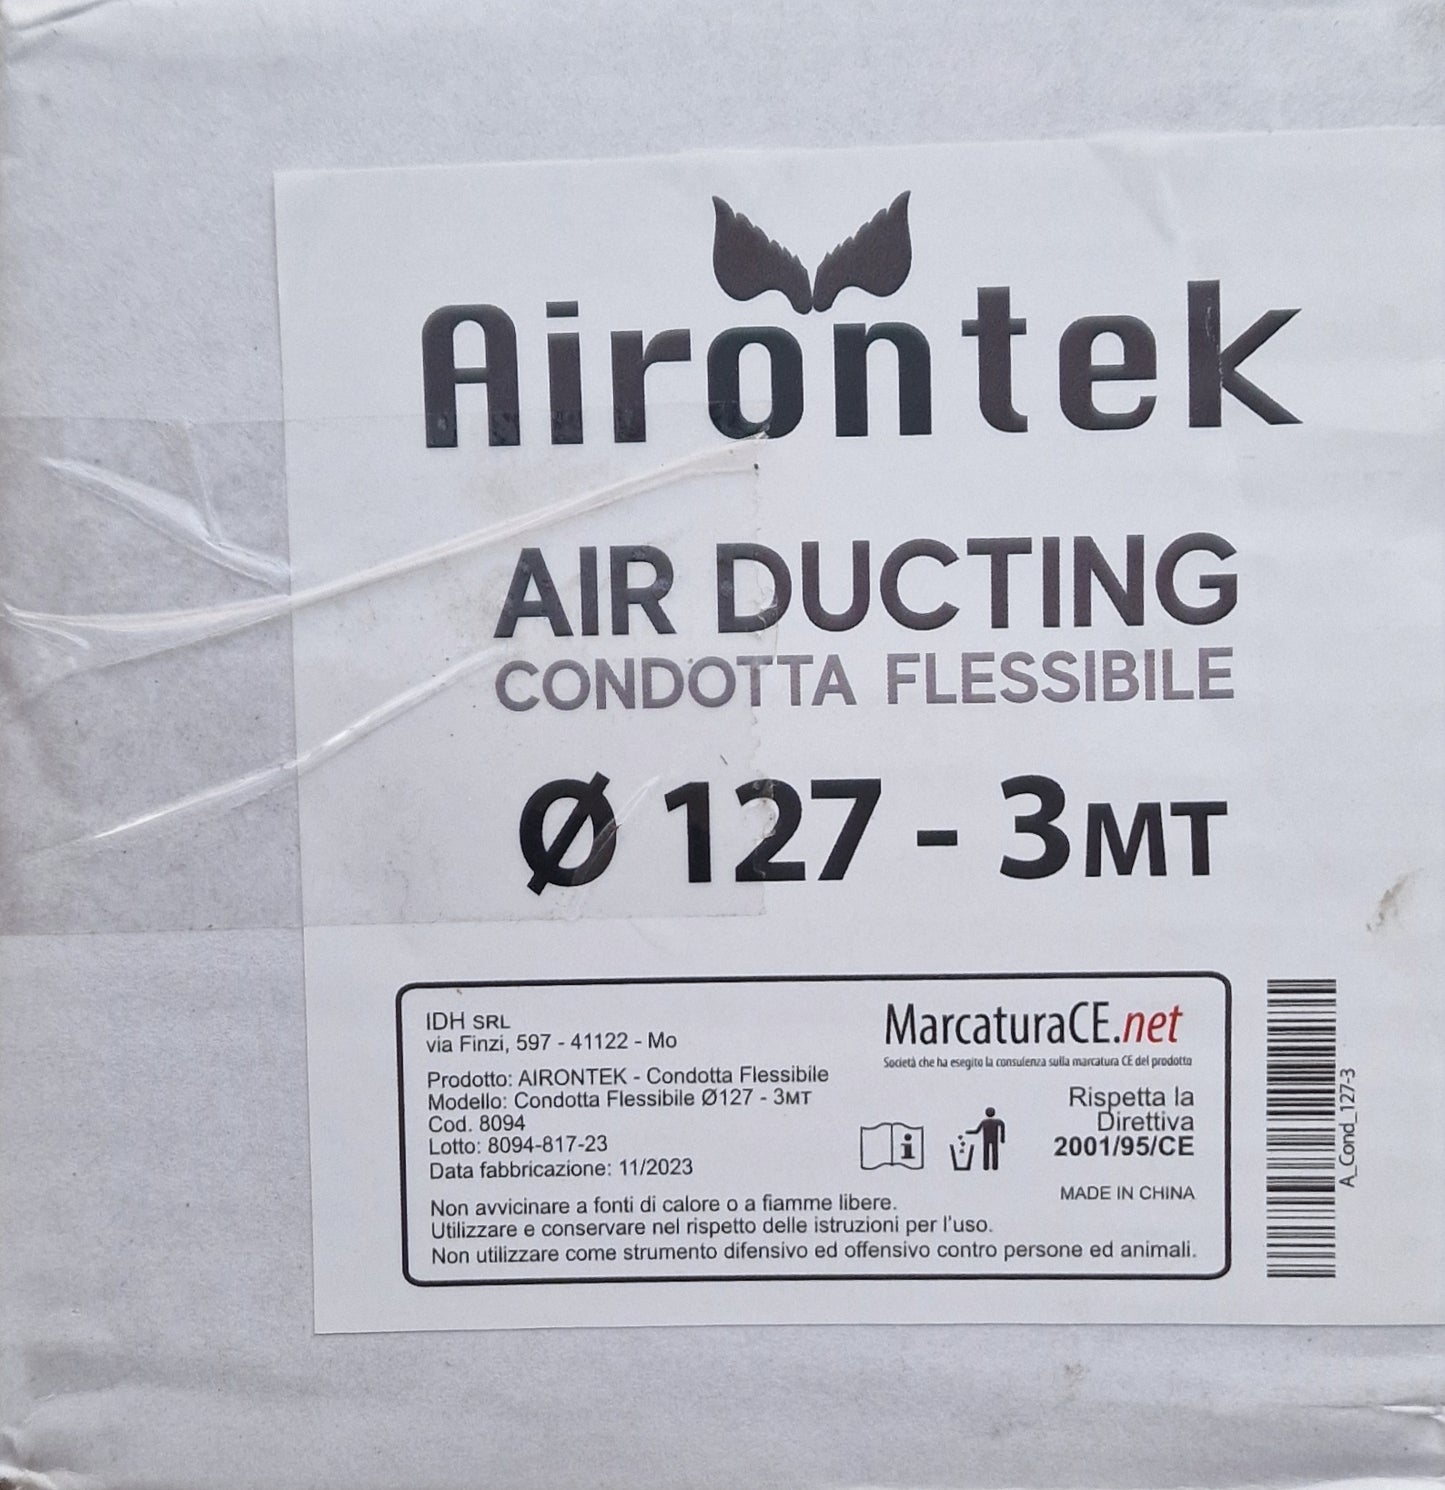 Airontek
AIR DUCTING
CONDOTTA FLESSIBILE
Ø 127 - 3MT
IDH SRL
via Finzi, 597 - 41122 - Mo
Prodotto: AIRONTEK - Condotta Flessibile
Modello: Condotta Flessibile Ø127 - 3MT
Cod. 8094
Lotto: 8094-817-23
Data fabbricazione: 11/2023
MarcaturaCE.net
Società che ha esegito la consulenza sulla marcatura CE del prodotto
Rispetta la
Direttiva
2001/95/CE
MADE IN CHINA
Non avvicinare a fonti di calore o a fiamme libere.
Utilizzare e conservare nel rispetto delle istruzioni per l'uso.
Non utilizzare come strumento difensivo ed offensivo contro persone ed animali.
A_Cond_127-3